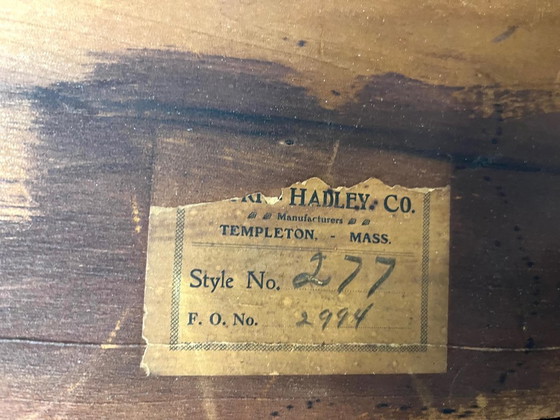 HADLEY. CO.
Manufacturers
TEMPLETON. - MASS.
Style No. 277
F. O. No. 2994